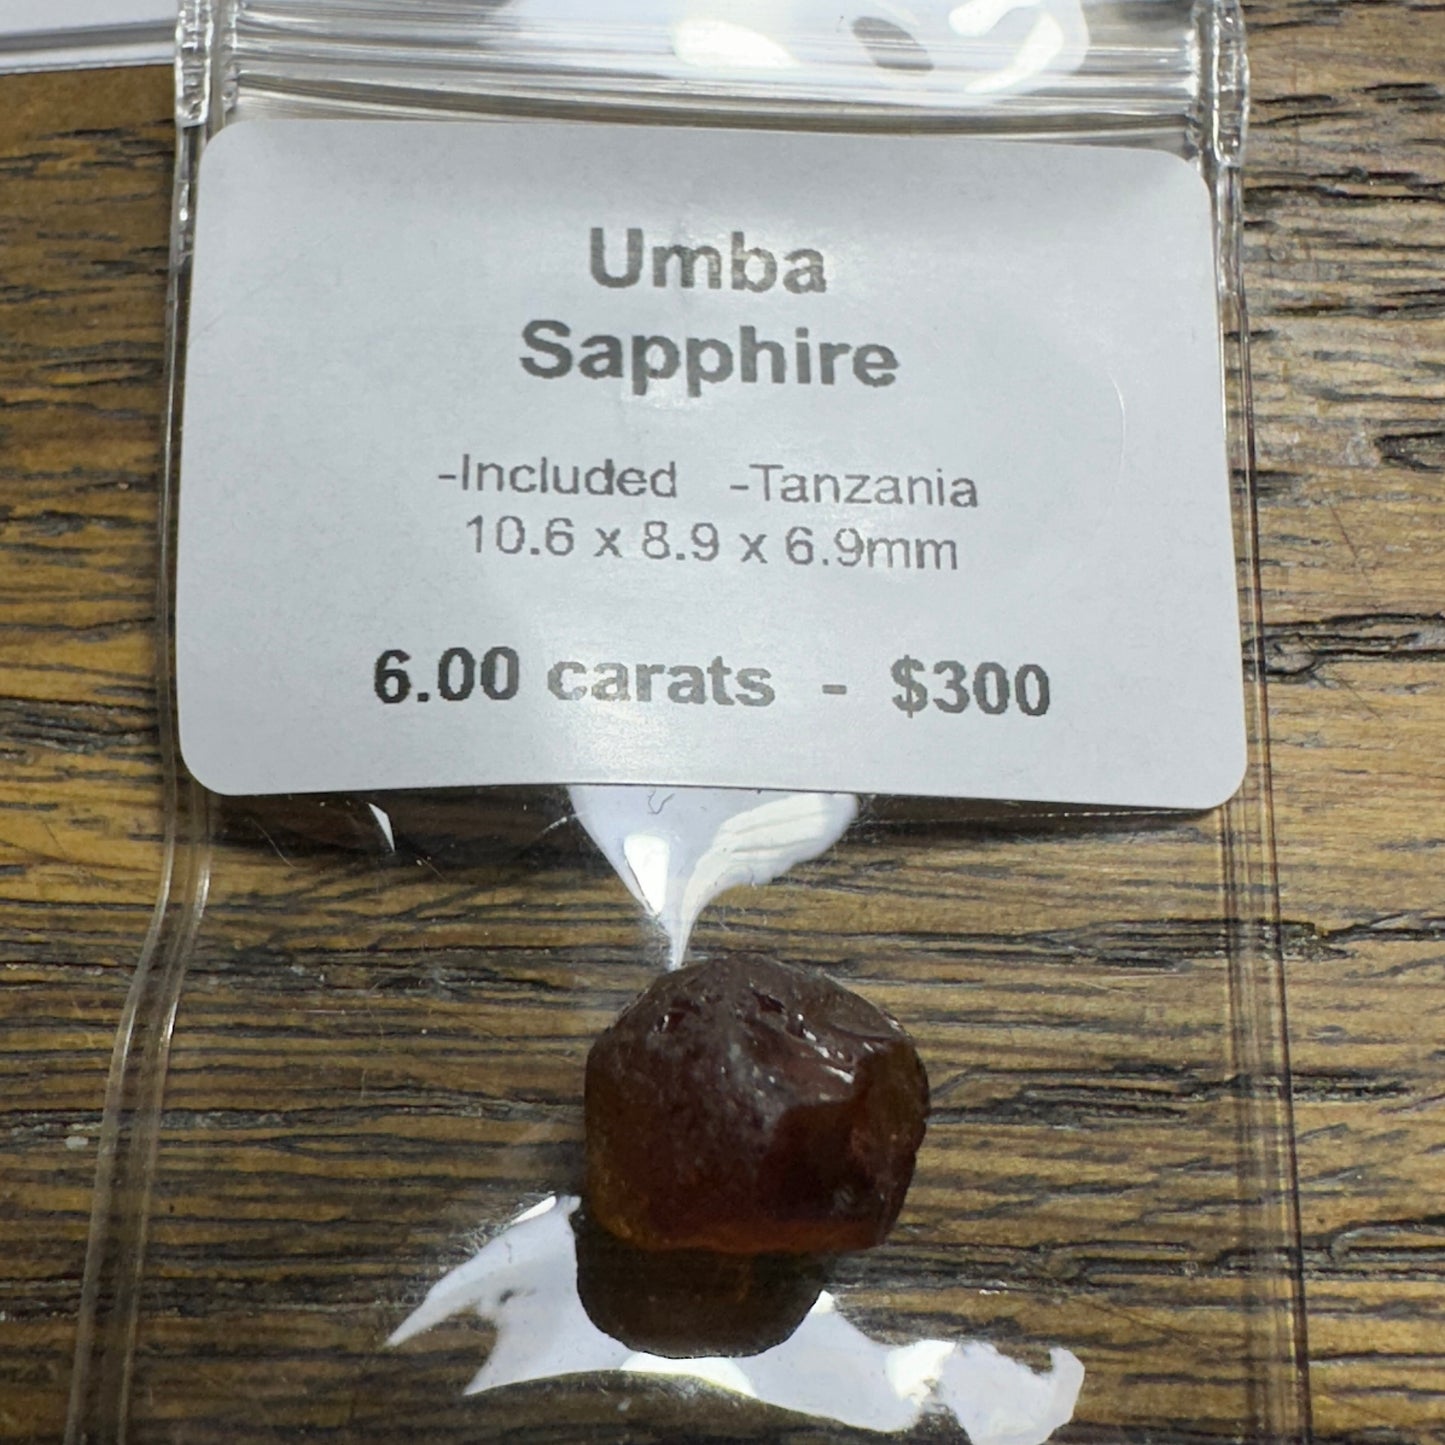 Umba
Sapphire
-Included -Tanzania
10.6 x 8.9 x 6.9mm
6.00 carats - $300